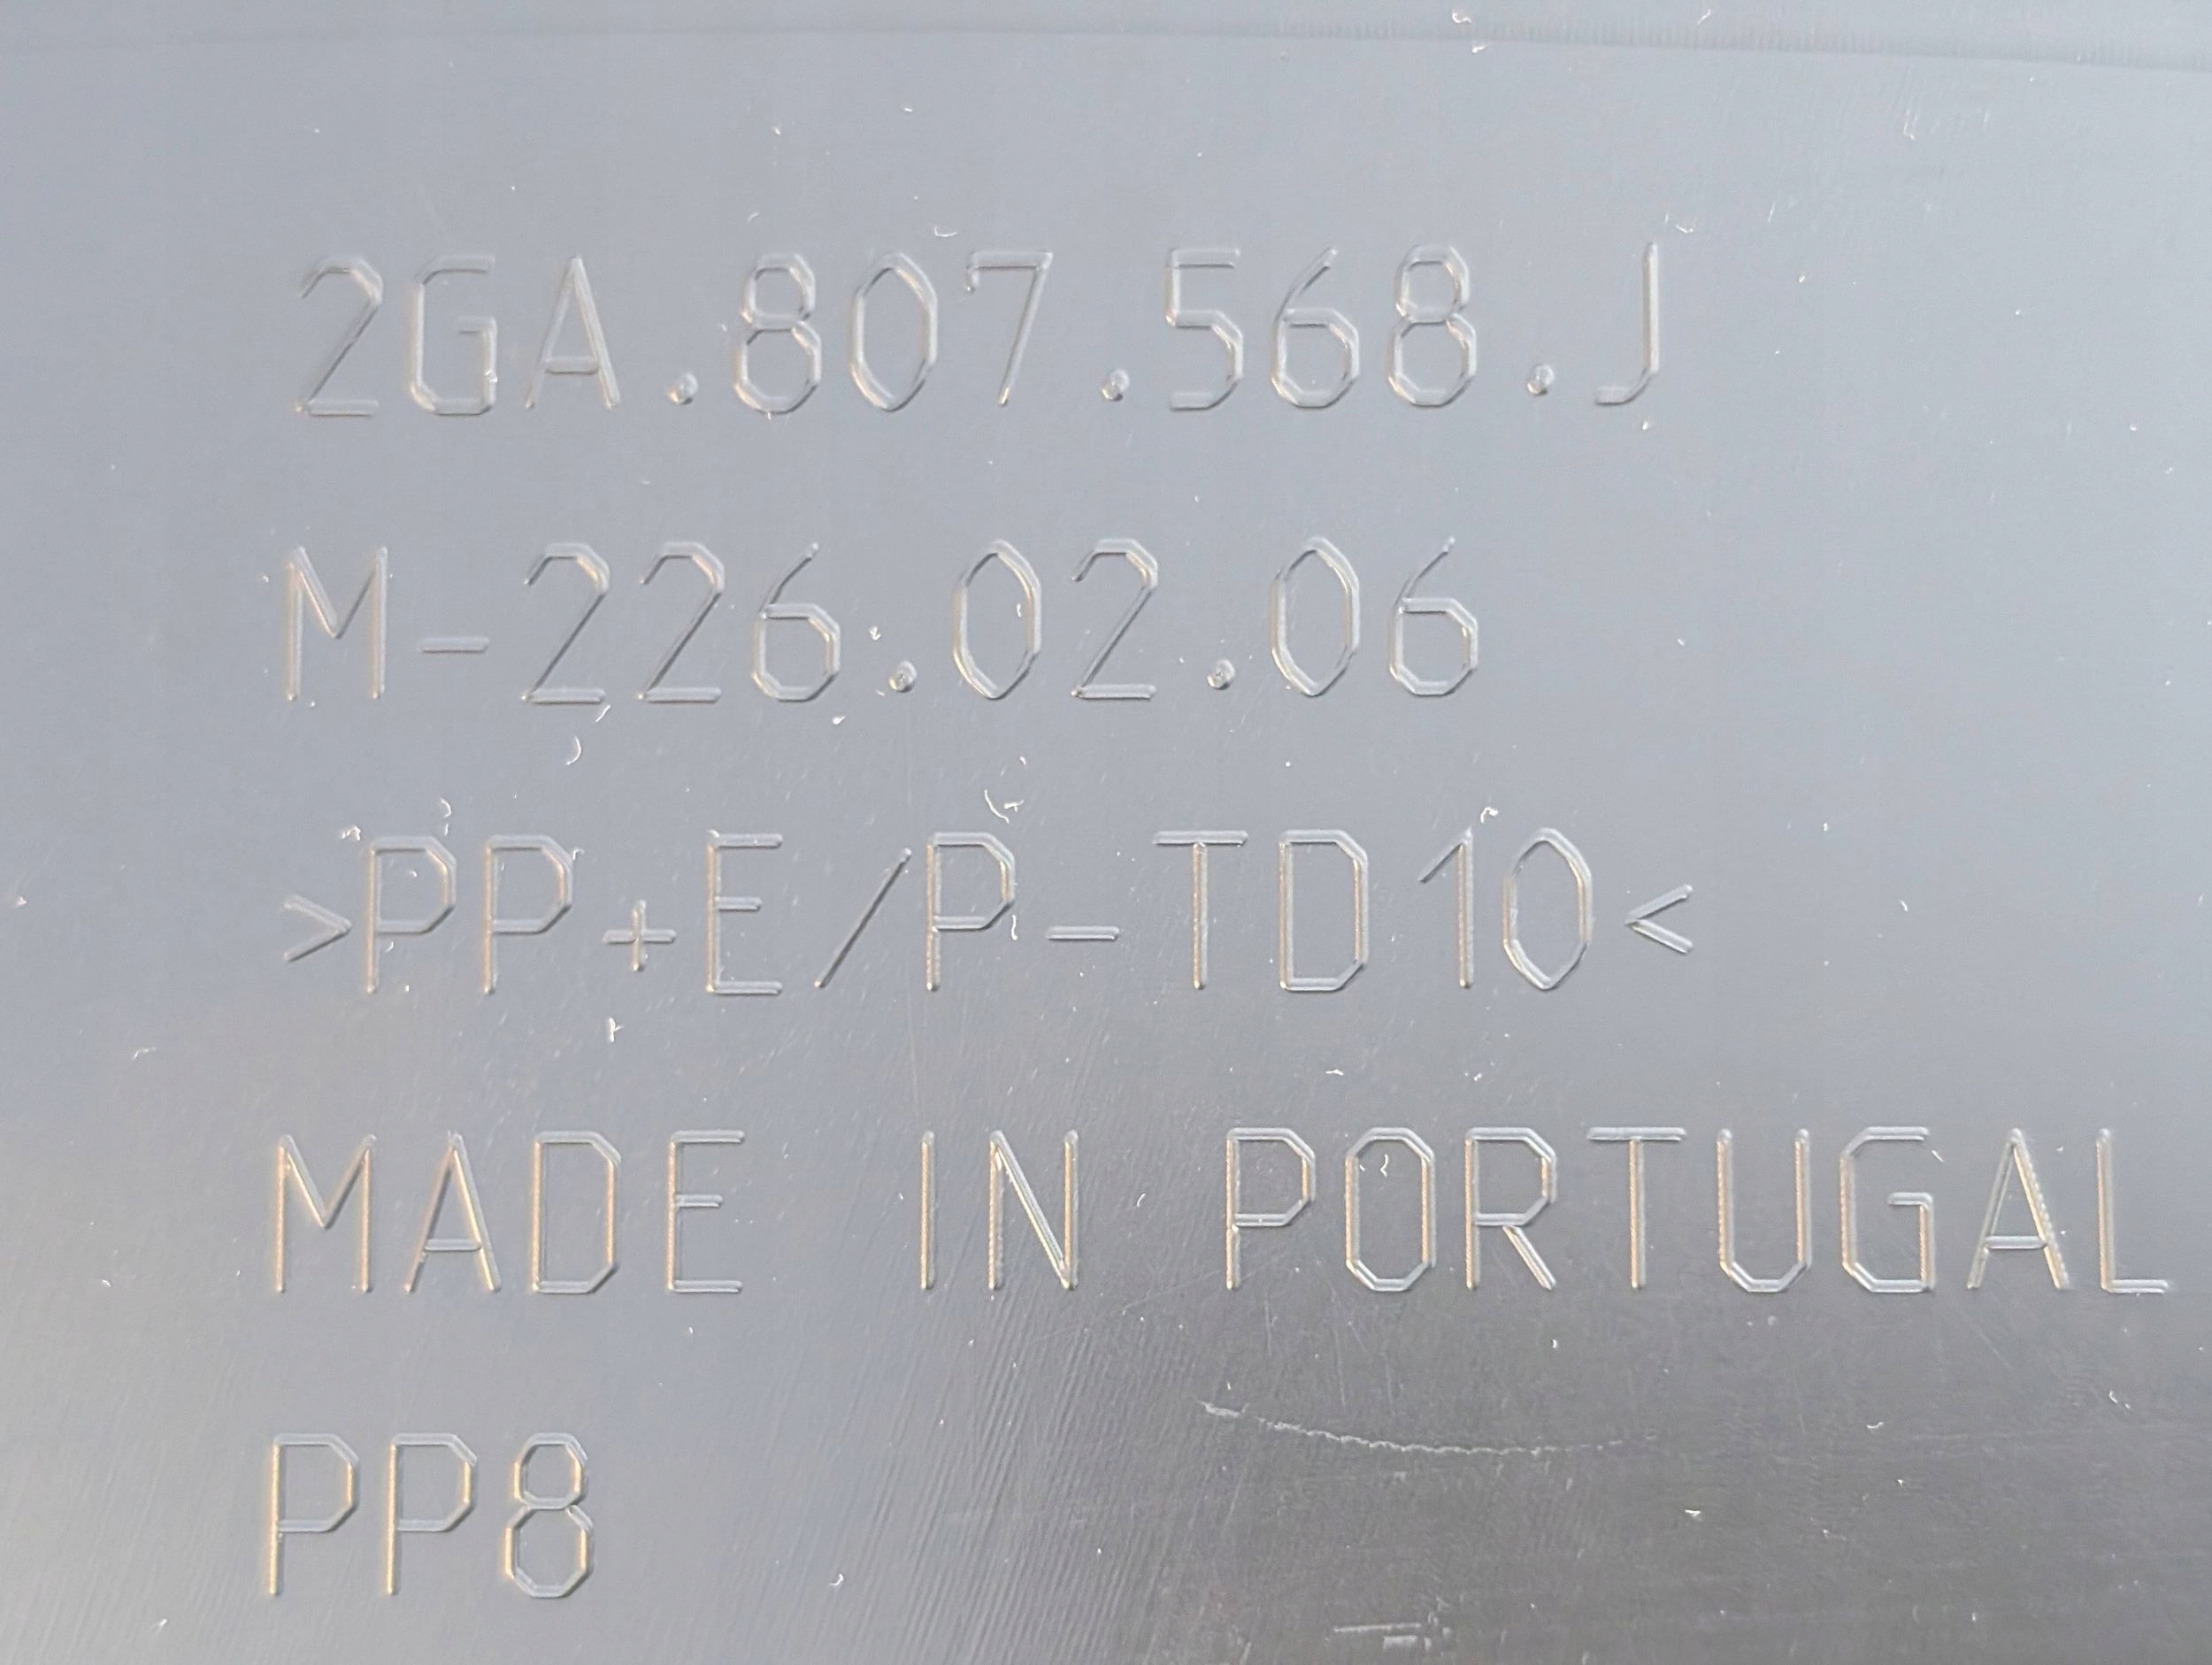 2GA.807.568.J
M-226.02.06
>PP+E/P-TD10<
MADE IN PORTUGAL
PP8